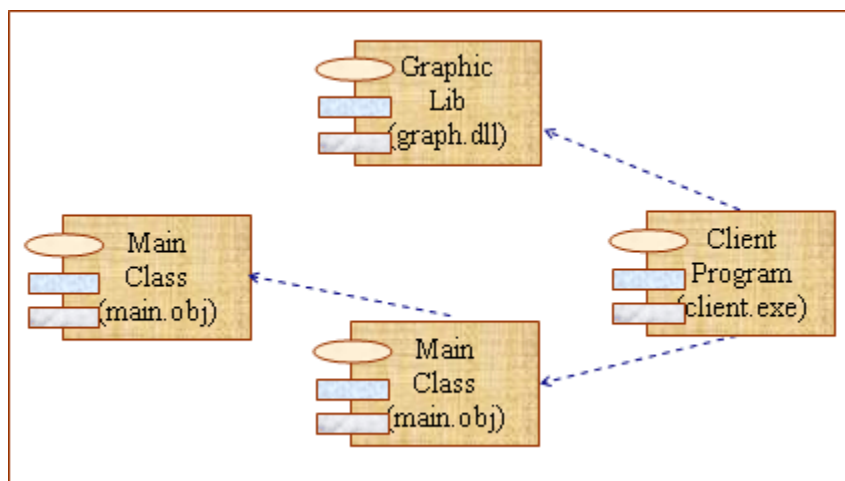 Graphic
Lib
(graph.dll)
Main
Class
(main.obj)
Client
Program
(client.exe)
Main
Class
(main.obj)